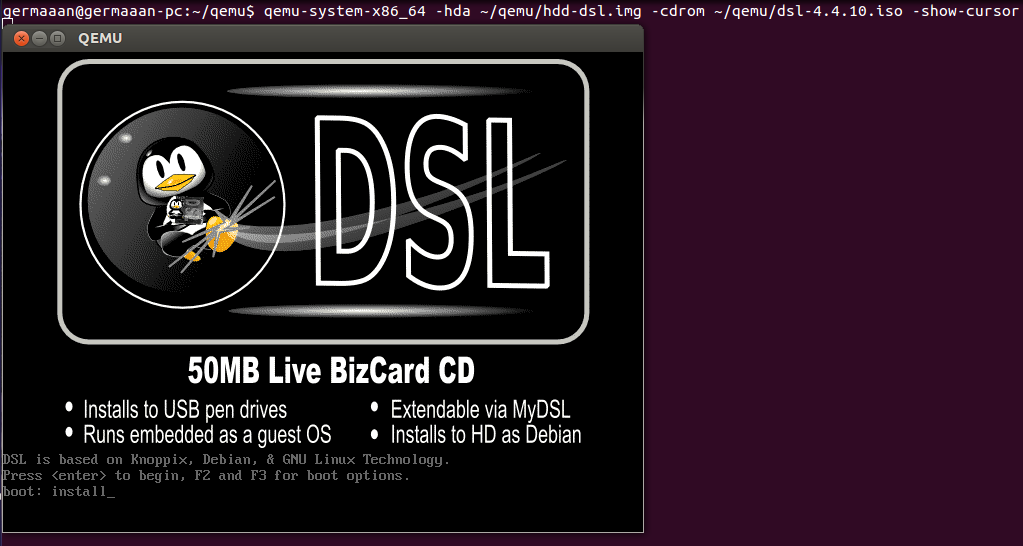 germaaan@germaaan-pc:~/qemu$ qemu-system-x86_64 -hda ~/qemu/hdd-dsl.img -cdrom ~/qemu/dsl-4.4.10.iso -show-cursor
QEMU
DSL
50MB Live BizCard CD
• Installs to USB pen drives
• Runs embedded as a guest OS
• Extendable via MyDSL
• Installs to HD as Debian
DSL is based on Knoppix, Debian, & GNU Linux Technology.
Press <enter> to begin, F2 and F3 for boot options.
boot: install_